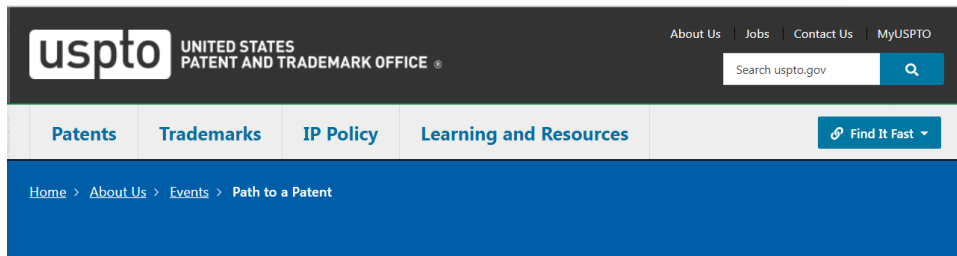 About Us Jobs Contact Us MyUSPTO
uspto UNITED STATES
PATENT AND TRADEMARK OFFICE ®
Search uspto.gov
Patents Trademarks IP Policy Learning and Resources Find It Fast
Home > About Us > Events > Path to a Patent